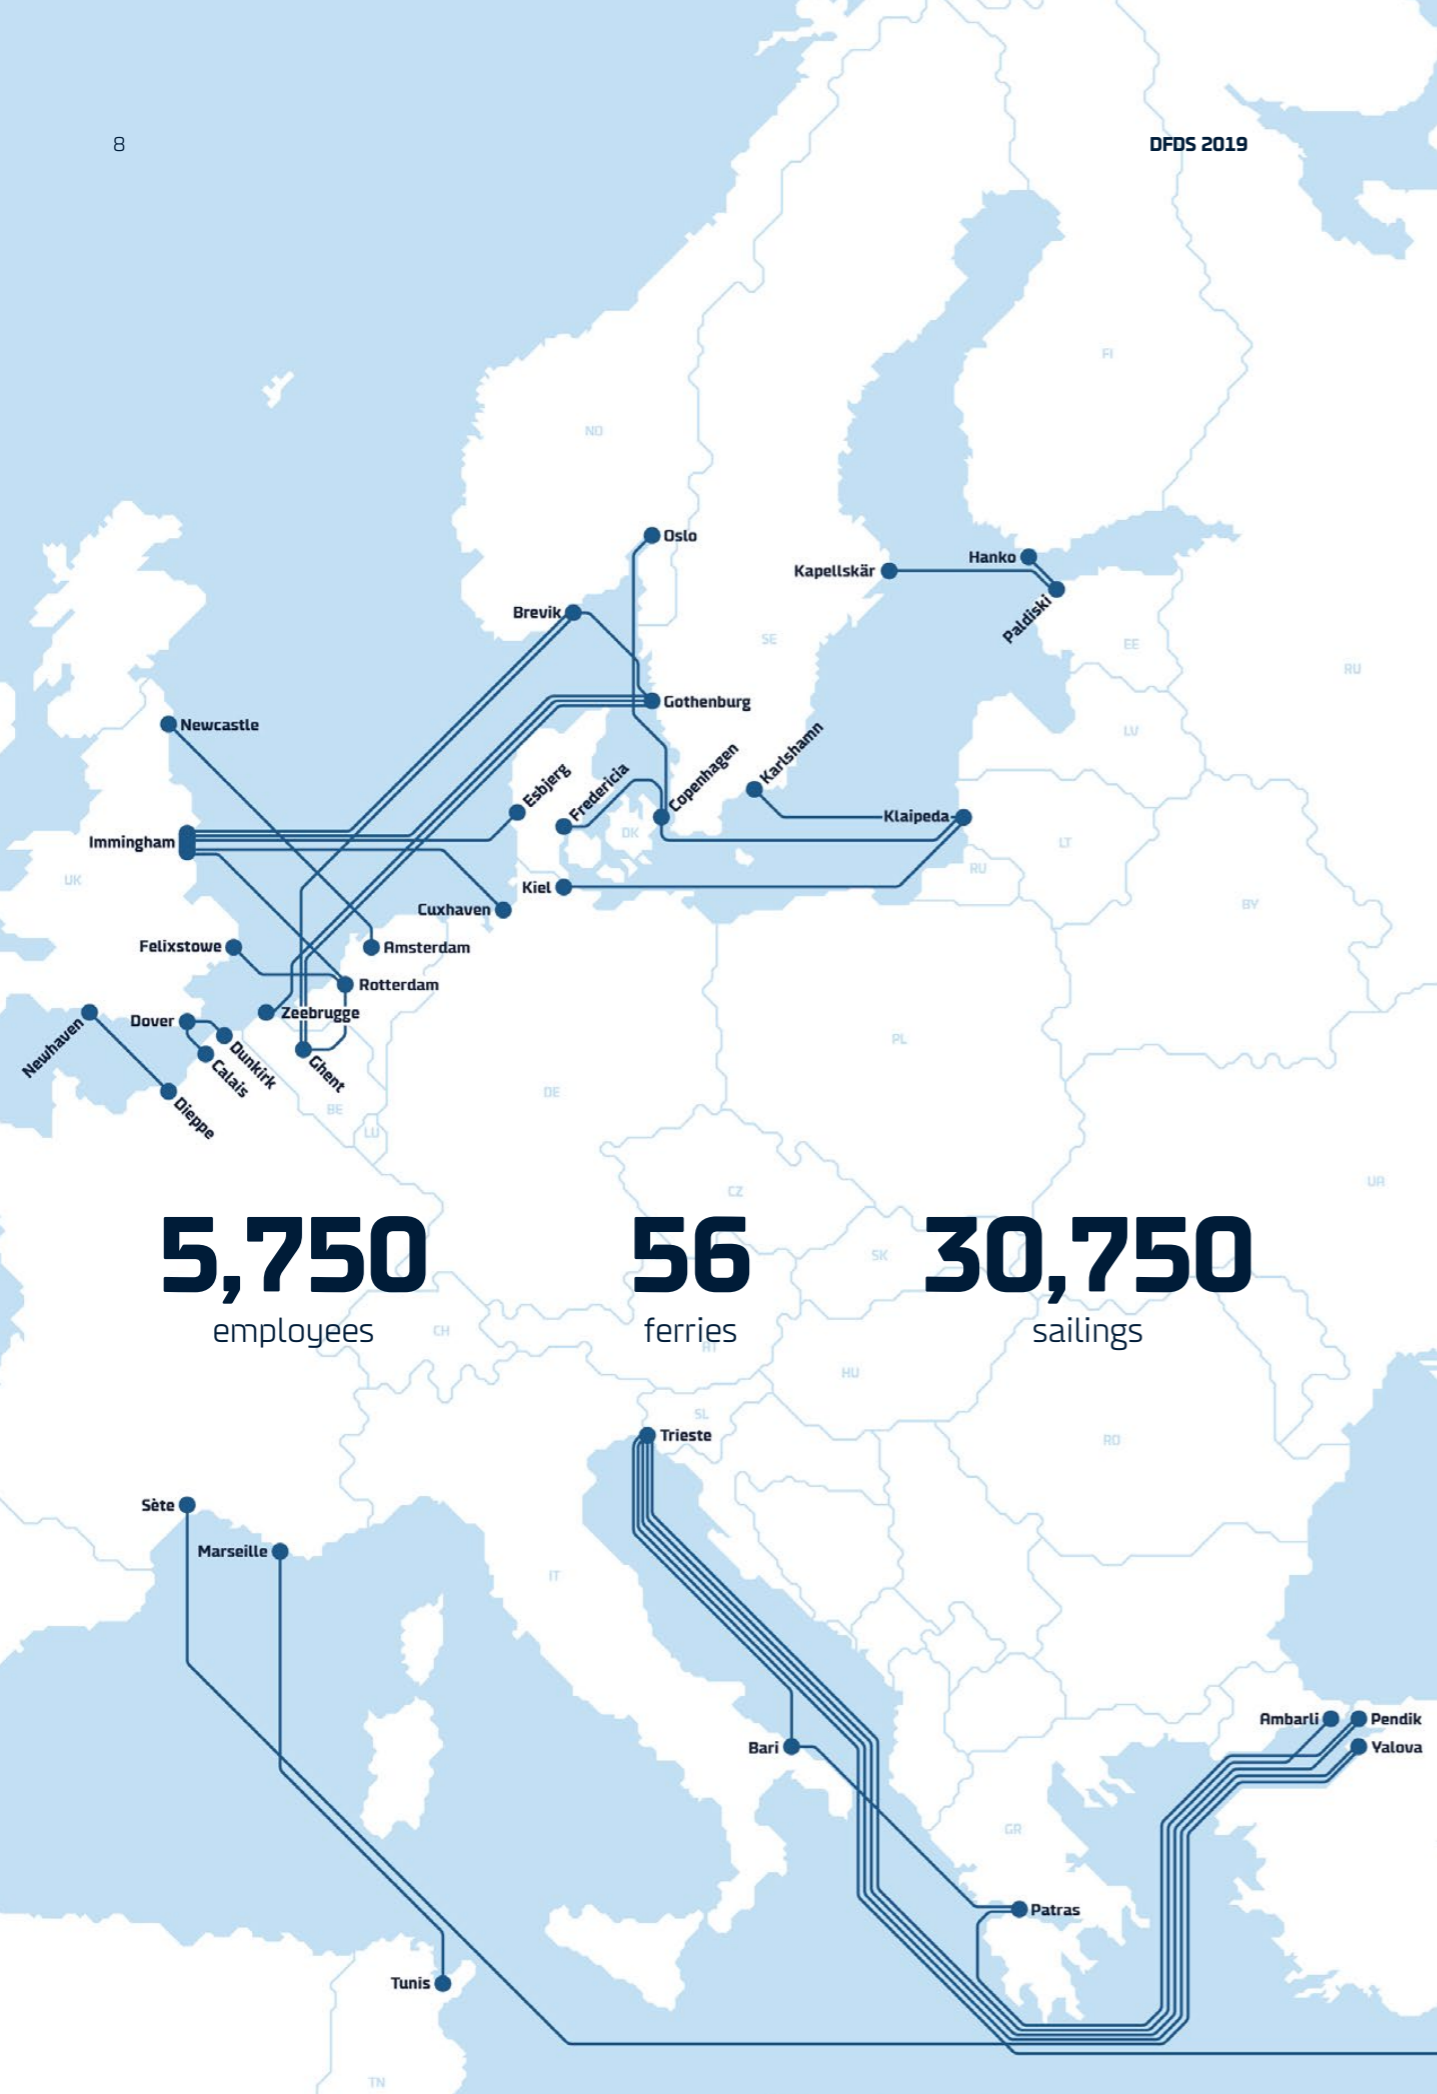 8
DFDS 2019
FI
NO
Oslo
Hanko
Kapellskär
Paldiski
Brevik
SE
EE
RU
Gothenburg
Newcastle
LV
Karlshamn
Copenhagen
Esbjerg
Fredericia
Klaipeda
DK
Immingham
LT
RU
UK
Kiel
BY
Cuxhaven
Felixstowe
Amsterdam
Rotterdam
Zeebrugge
Dover
Newhaven
Dunkirk
Calais
Ghent
PL
DE
BE
Dieppe
LU
UA
CZ
5,750
56
30,750
SK
employees
ferries
sailings
CH
AT
HU
SL
Trieste
RO
Sète
Marseille
IT
Ambarli
Pendik
Bari
Yalova
GR
Patras
Tunis
TN